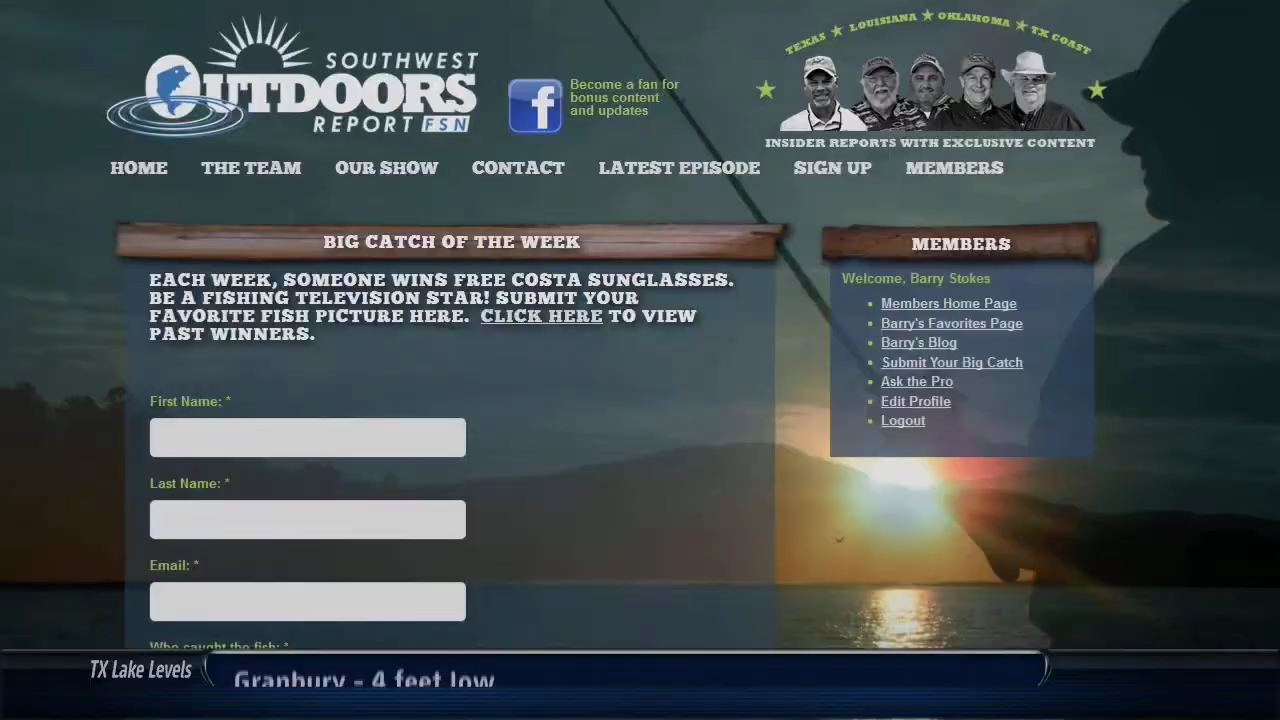 SOUTHWEST
OUTDOORS
REPORT FSN
f
Become a fan for
bonus content
and updates
TEXAS ★ LOUISIANA ★ OKLAHOMA ★ TX COAST
INSIDER REPORTS WITH EXCLUSIVE CONTENT
HOME THE TEAM OUR SHOW CONTACT LATEST EPISODE SIGN UP MEMBERS
BIG CATCH OF THE WEEK
EACH WEEK, SOMEONE WINS FREE COSTA SUNGLASSES.
BE A FISHING TELEVISION STAR! SUBMIT YOUR
FAVORITE FISH PICTURE HERE. CLICK HERE TO VIEW
PAST WINNERS.
First Name: *
Last Name: *
Email: *
Who caught the fish: *
MEMBERS
Welcome, Barry Stokes
Members Home Page
Barry's Favorites Page
Barry's Blog
Submit Your Big Catch
Ask the Pro
Edit Profile
Logout
TX Lake Levels
Granbury - 4 feet low